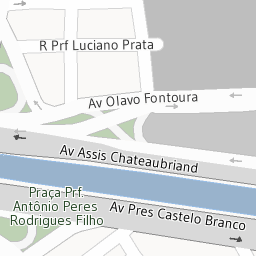 R Prf Luciano Prata
Av Olavo Fontoura
Av Assis Chateaubriand
Praça Prf.
Antônio Peres
Rodrigues Filho
Av Pres Castelo Branco